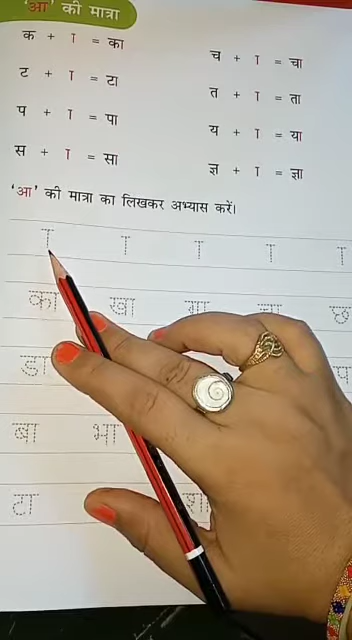 'आ' की मात्रा
क + ा = का
च + ा = चा
ट + ा = टा
त + ा = ता
प + ा = पा
य + ा = या
स + ा = सा
ज्ञ + ा = ज्ञा
'आ' की मात्रा का लिखकर अभ्यास करें।
ा ा ा ा ा
का खा गा
डा
बा भा
टा